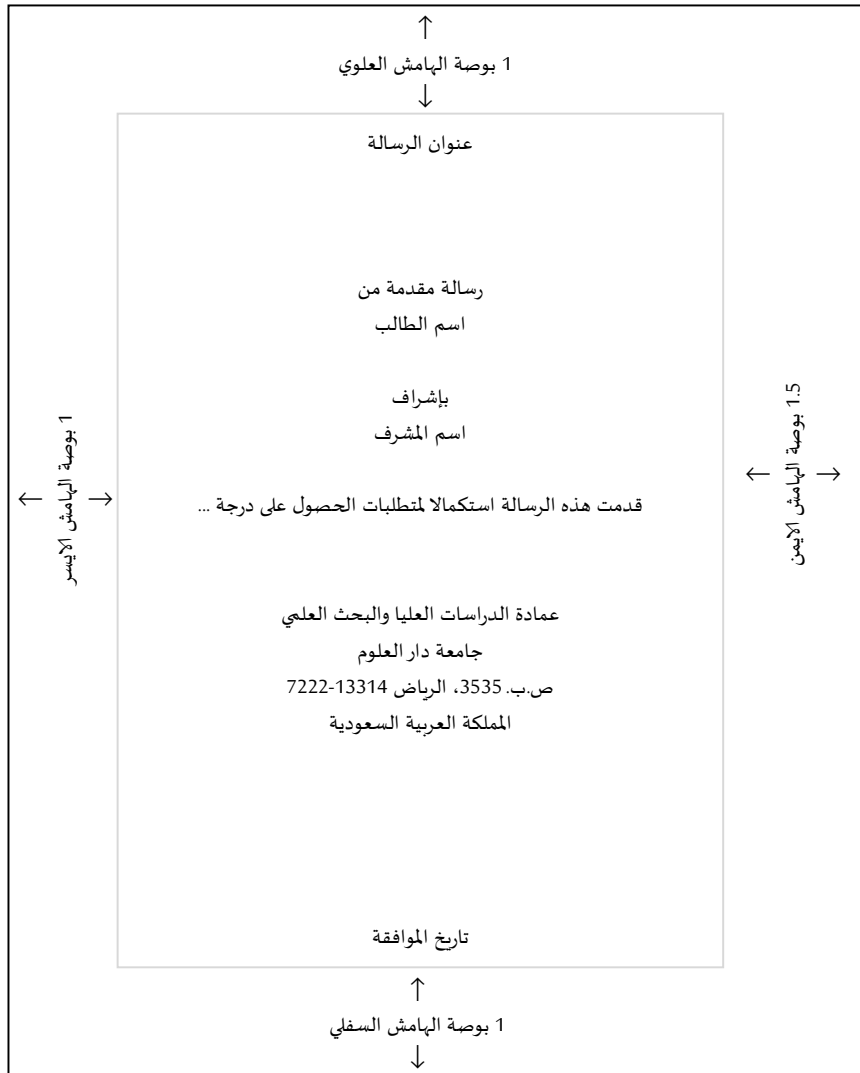 ↑
1 بوصة الهامش العلوي
↓
عنوان الرسالة
رسالة مقدمة من
اسم الطالب
بإشراف
اسم المشرف
1.5 بوصة الهامش الايمن
← →
قدمت هذه الرسالة استكمالا لمتطلبات الحصول على درجة ...
1 بوصة الهامش الايسر
← →
عمادة الدراسات العليا والبحث العلمي
جامعة دار العلوم
ص.ب. 3535، الرياض 13314-7222
المملكة العربية السعودية
تاريخ الموافقة
↑
1 بوصة الهامش السفلي
↓